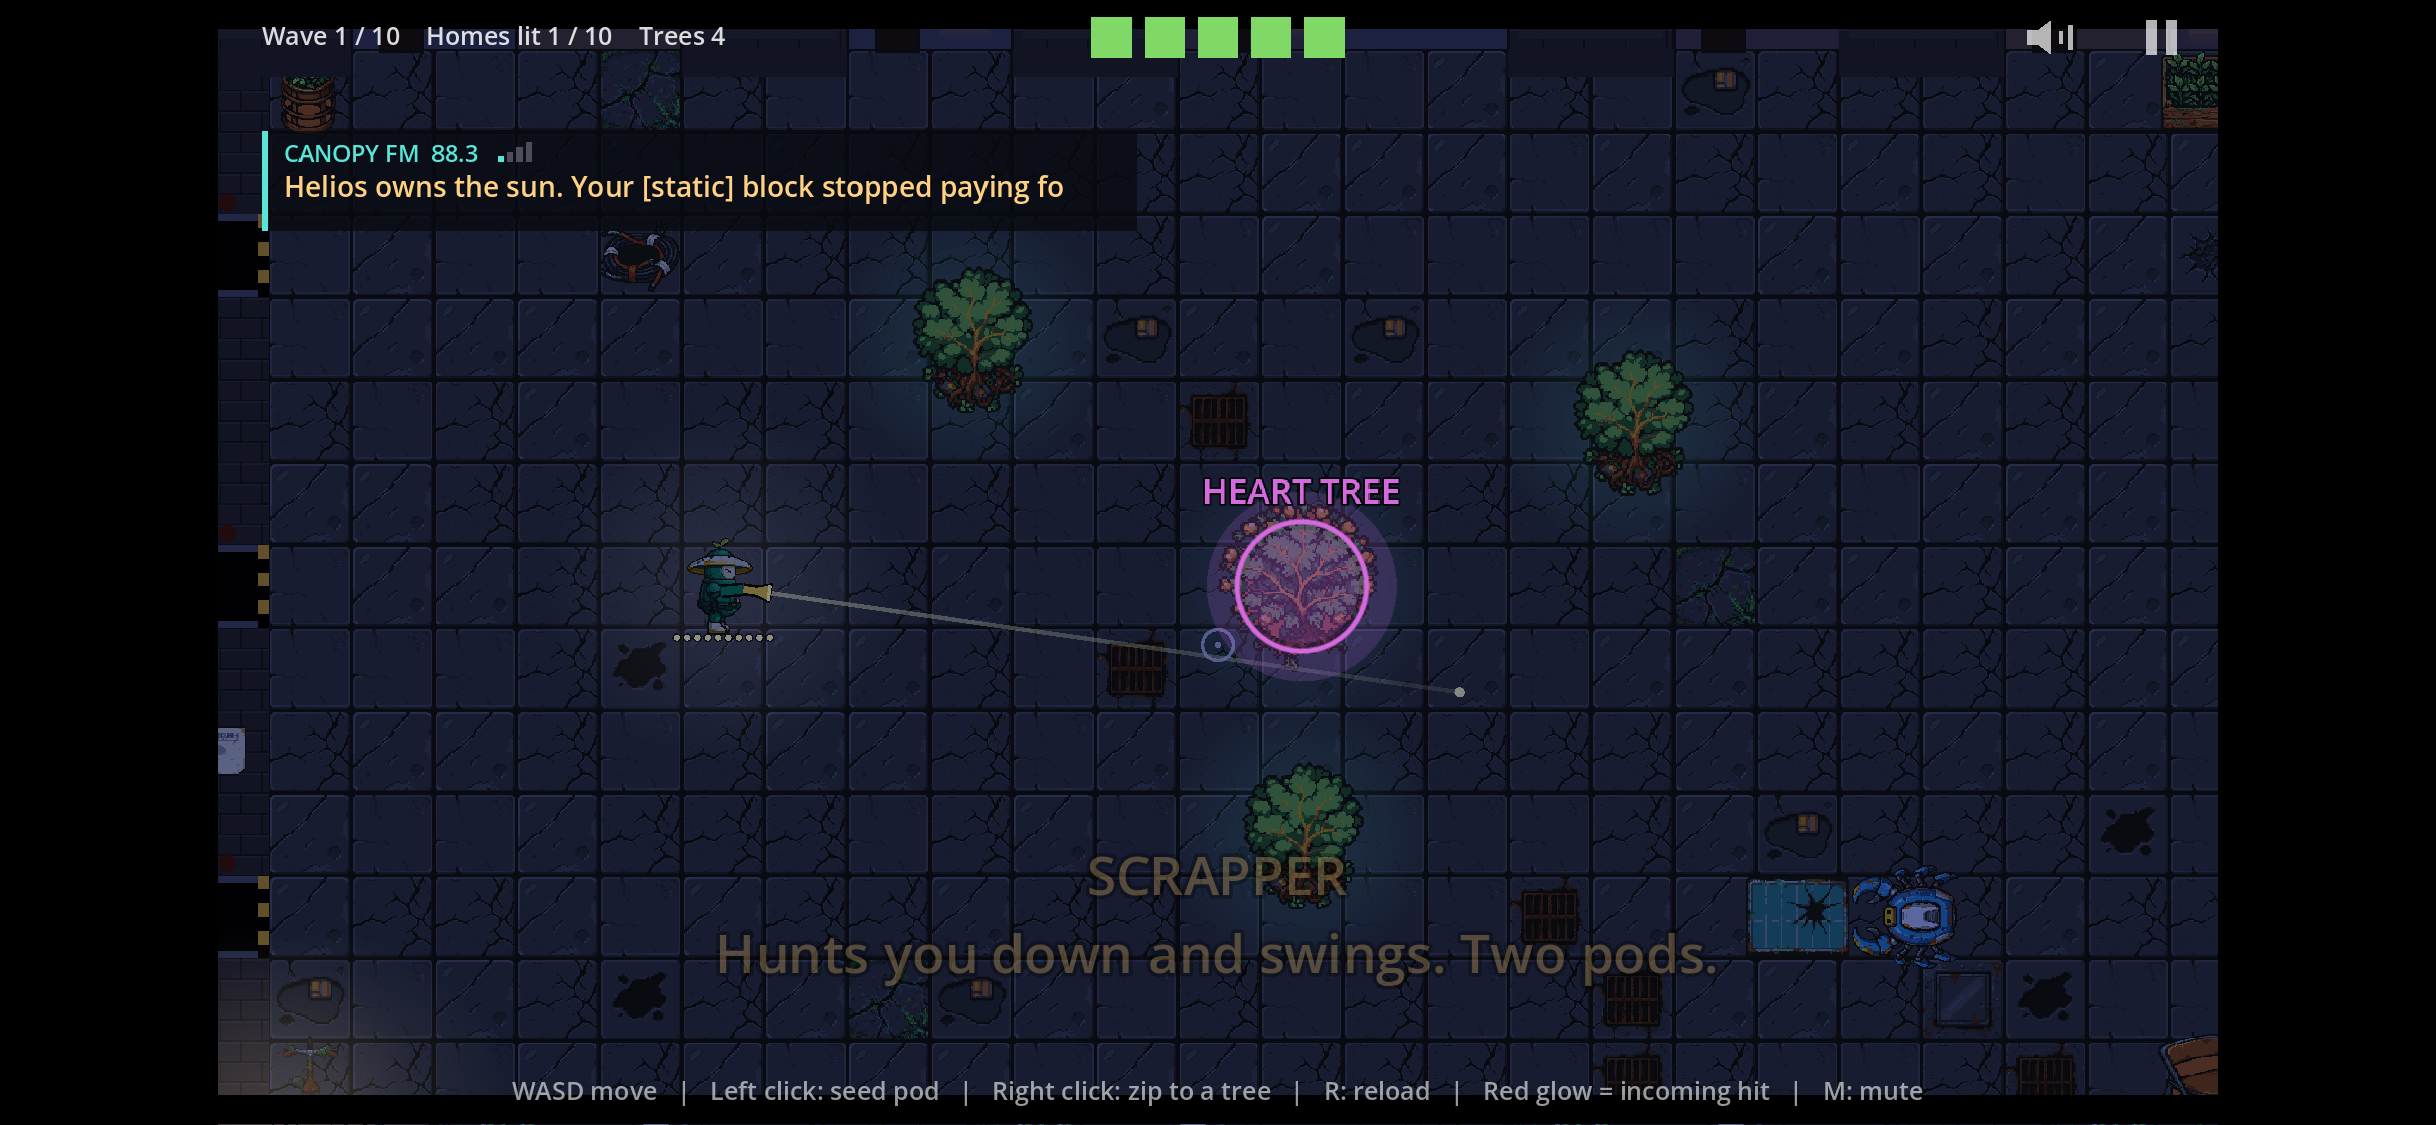 Wave 1 / 10 Homes lit 1 / 10 Trees 4
CANOPY FM 88.3
Helios owns the sun. Your [static] block stopped paying fo
HEART TREE
SCRAPPER
Hunts you down and swings. Two pods.
WASD move | Left click: seed pod | Right click: zip to a tree | R: reload | Red glow = incoming hit | M: mute